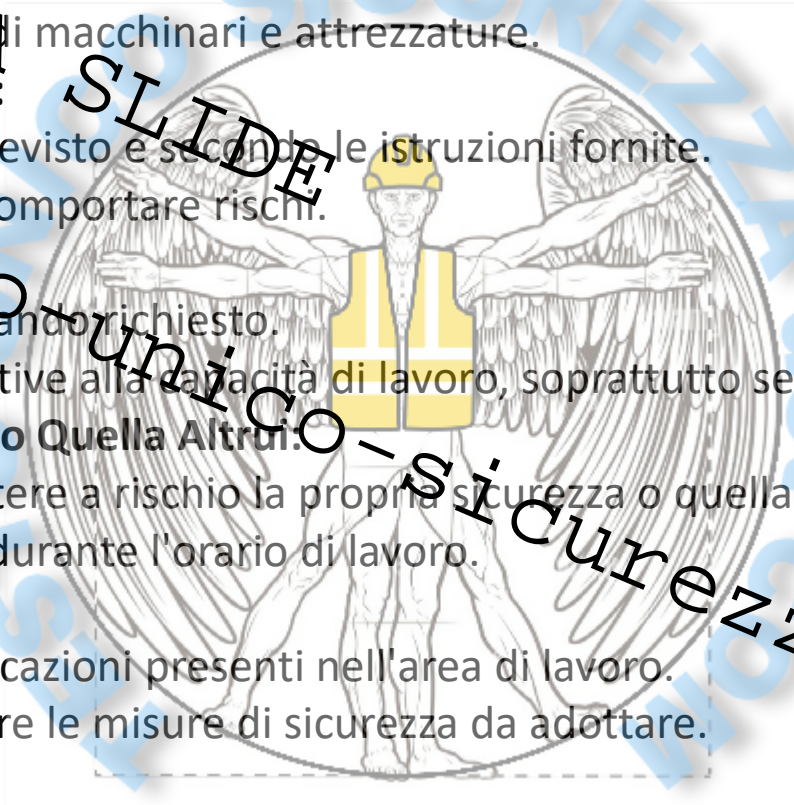 di macchinari e attrezzature.
SLIDE
evisto e secondo le istruzioni fornite.
omportare rischi.
ando richiesto.
o-unico-sicurezz
tive alla capacità di lavoro, soprattutto se
o Quella Altrui:
tere a rischio la propria sicurezza o quella
durante l'orario di lavoro.
cazioni presenti nell'area di lavoro.
re le misure di sicurezza da adottare.